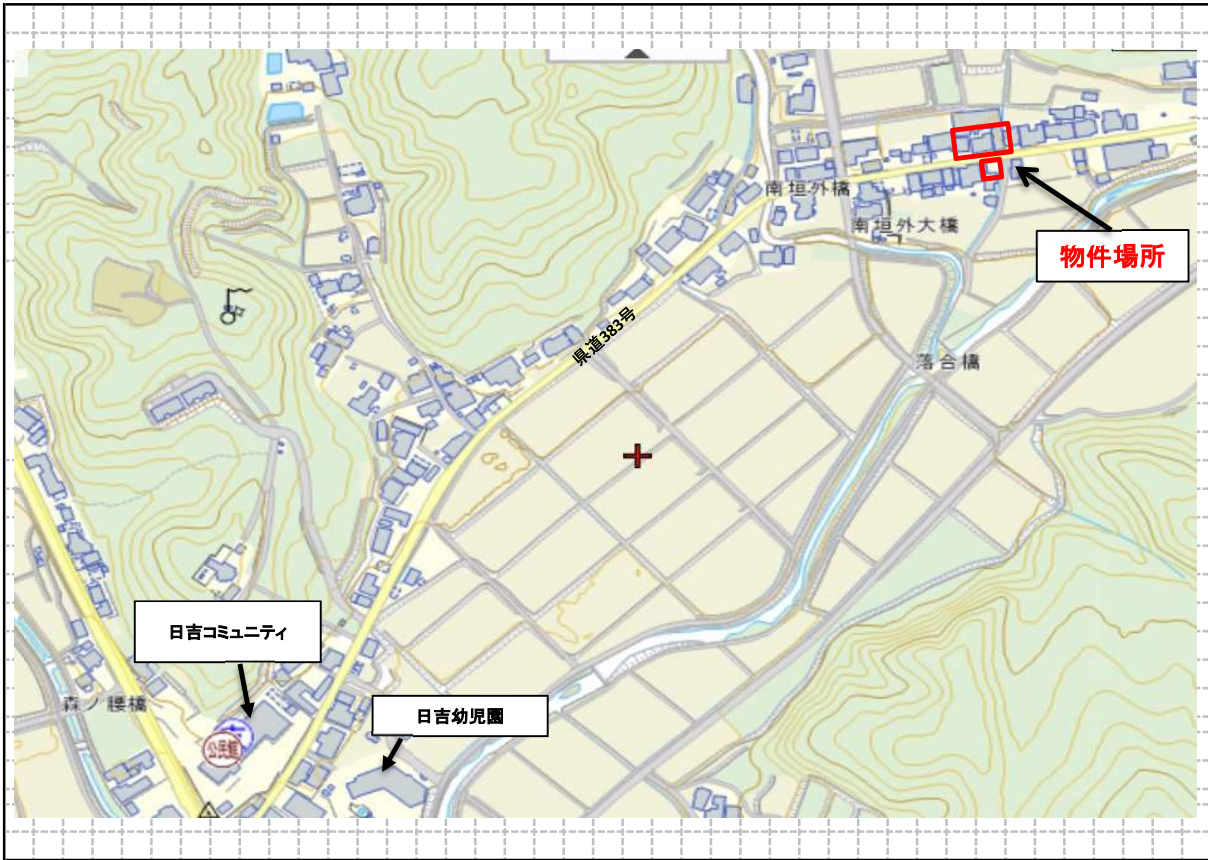 南垣外橋
南垣外大橋
物件場所
県道383号
落合橋
日吉コミュニティ
日吉幼児園
森ノ腰橋
公民館